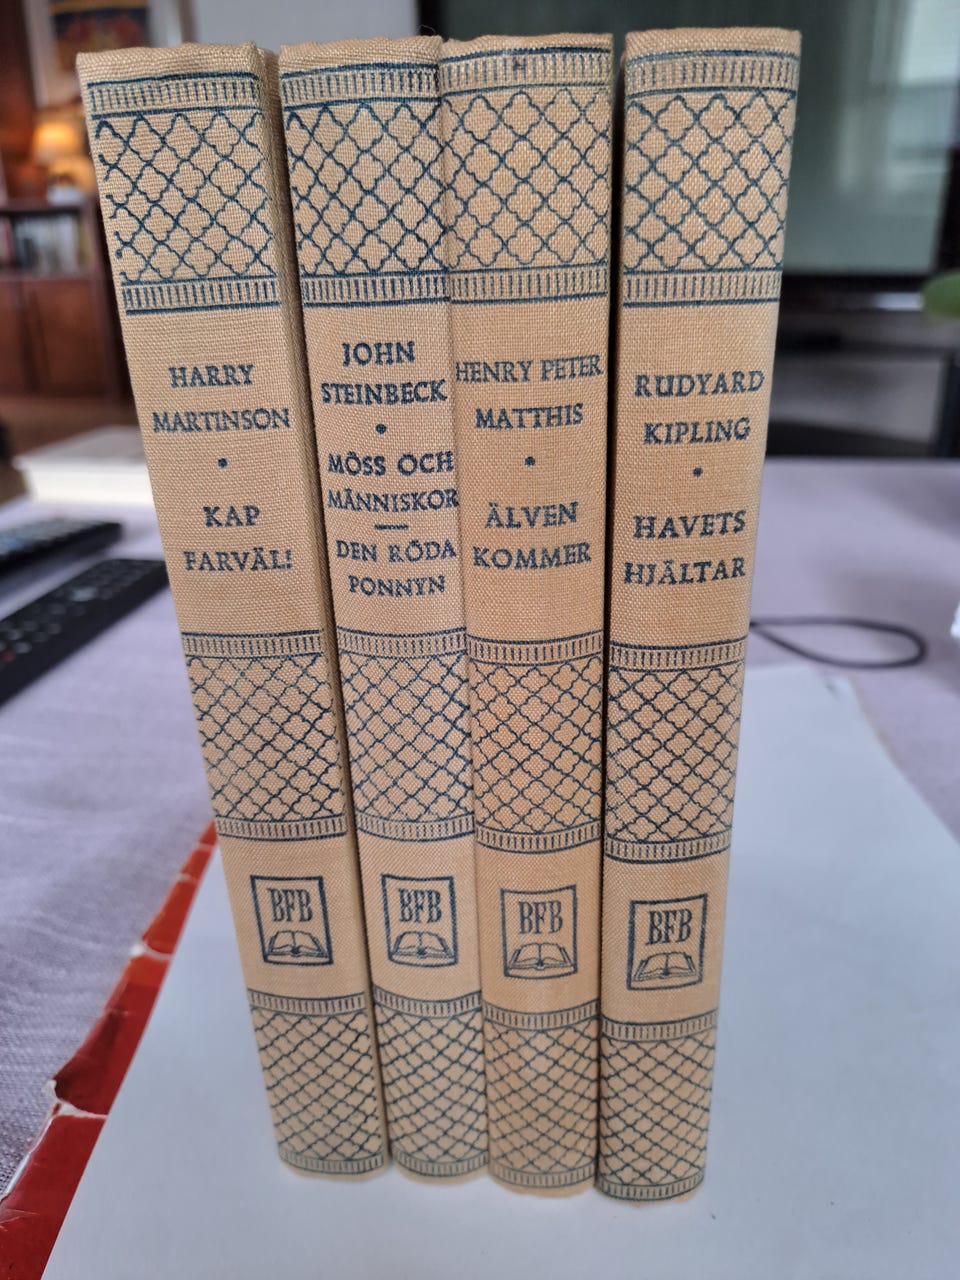 HARRY
MARTINSON
•
KAP
FARVÄL!
BFB
JOHN
STEINBECK
•
MÖSS OCH
MÄNNISKOR
—
DEN RÖDA
PONNYN
BFB
HENRY PETER
MATTHIS
•
ÄLVEN
KOMMER
BFB
RUDYARD
KIPLING
•
HAVETS
HJÄLTAR
BFB